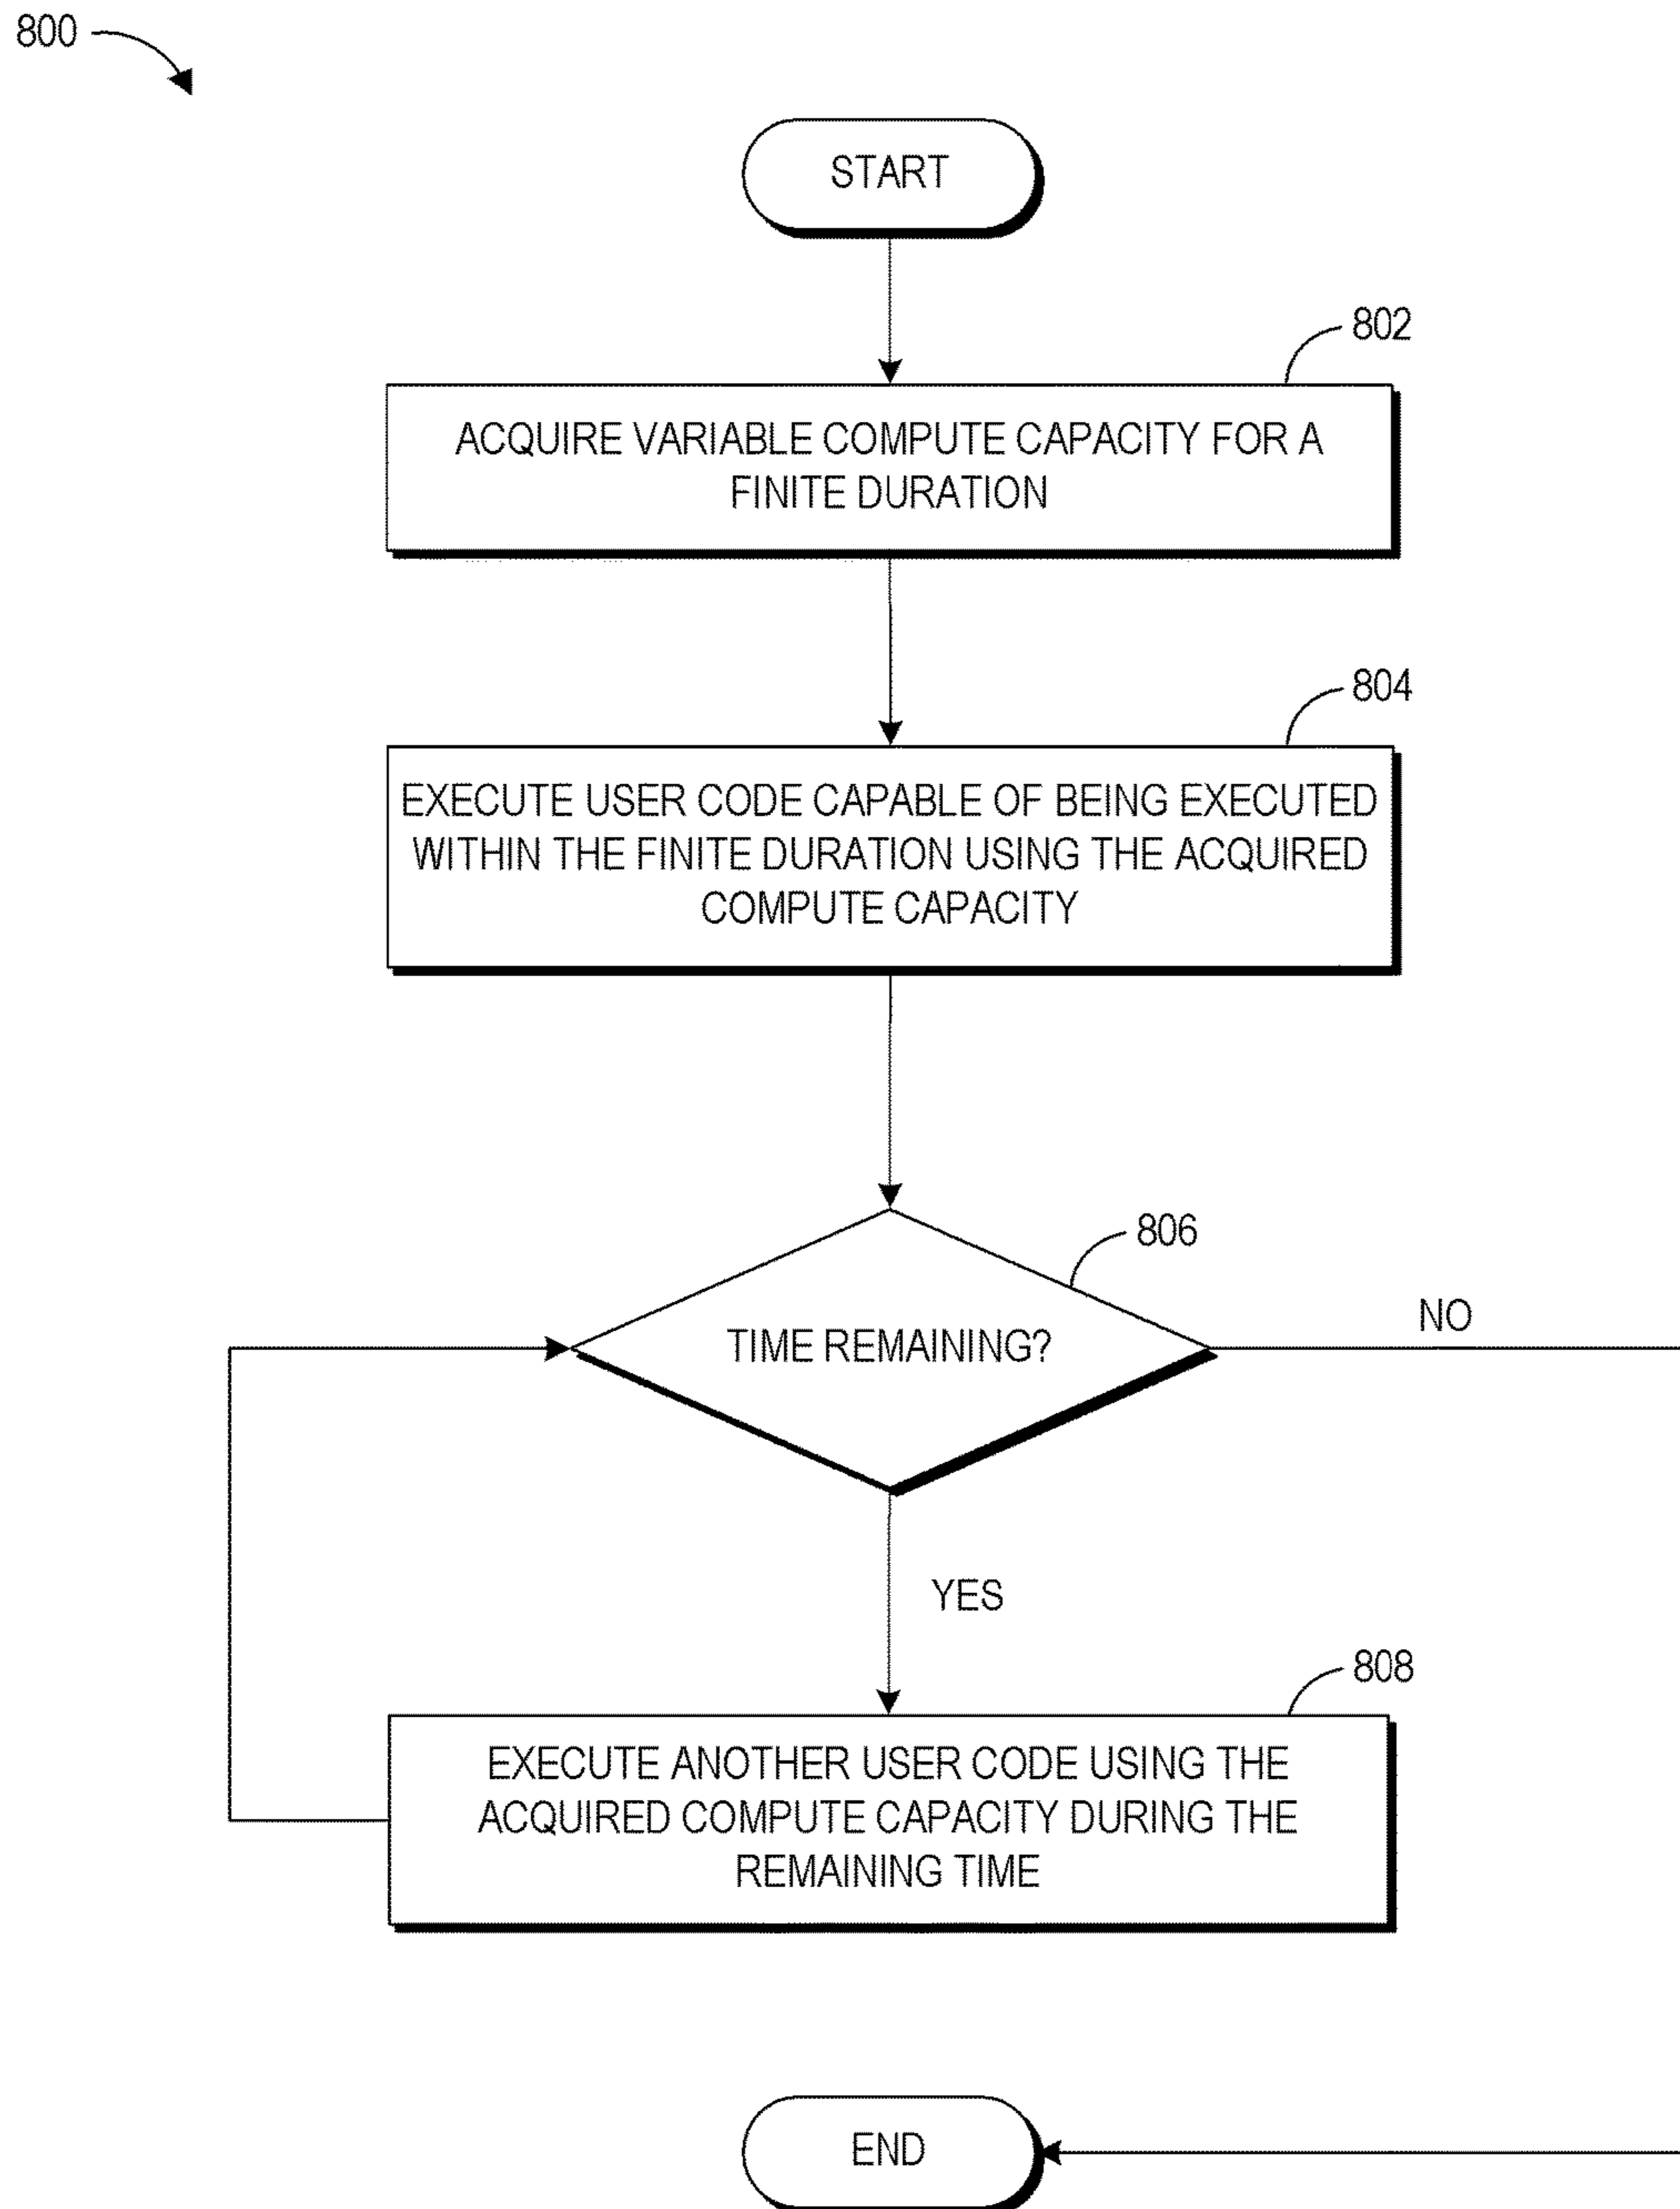 800
START
802
ACQUIRE VARIABLE COMPUTE CAPACITY FOR A
FINITE DURATION
804
EXECUTE USER CODE CAPABLE OF BEING EXECUTED
WITHIN THE FINITE DURATION USING THE ACQUIRED
COMPUTE CAPACITY
806
TIME REMAINING?
NO
YES
808
EXECUTE ANOTHER USER CODE USING THE
ACQUIRED COMPUTE CAPACITY DURING THE
REMAINING TIME
END